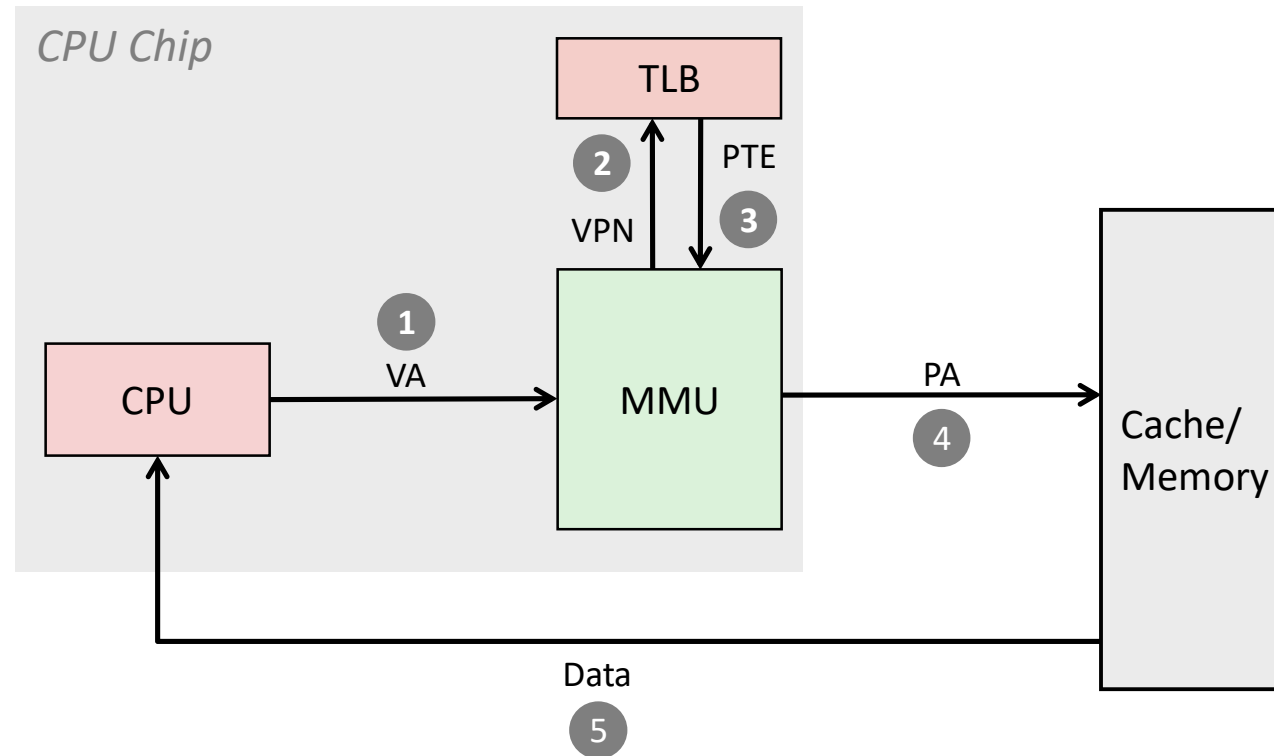 CPU Chip
TLB
2
PTE
VPN
3
1
VA
CPU
MMU
PA
4
Cache/
Memory
Data
5